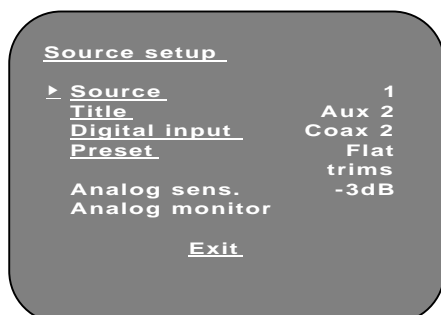 Source setup
▶ Source 1
Title Aux 2
Digital input Coax 2
Preset Flat
trims
Analog sens. -3dB
Analog monitor
Exit